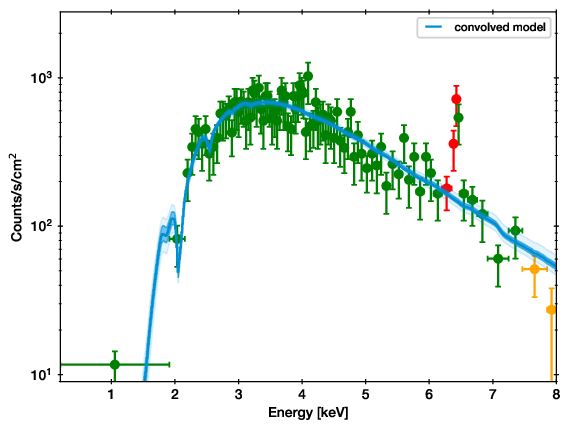 convolved model
10³
10²
10¹
Counts/s/cm²
1 2 3 4 5 6 7 8
Energy [keV]